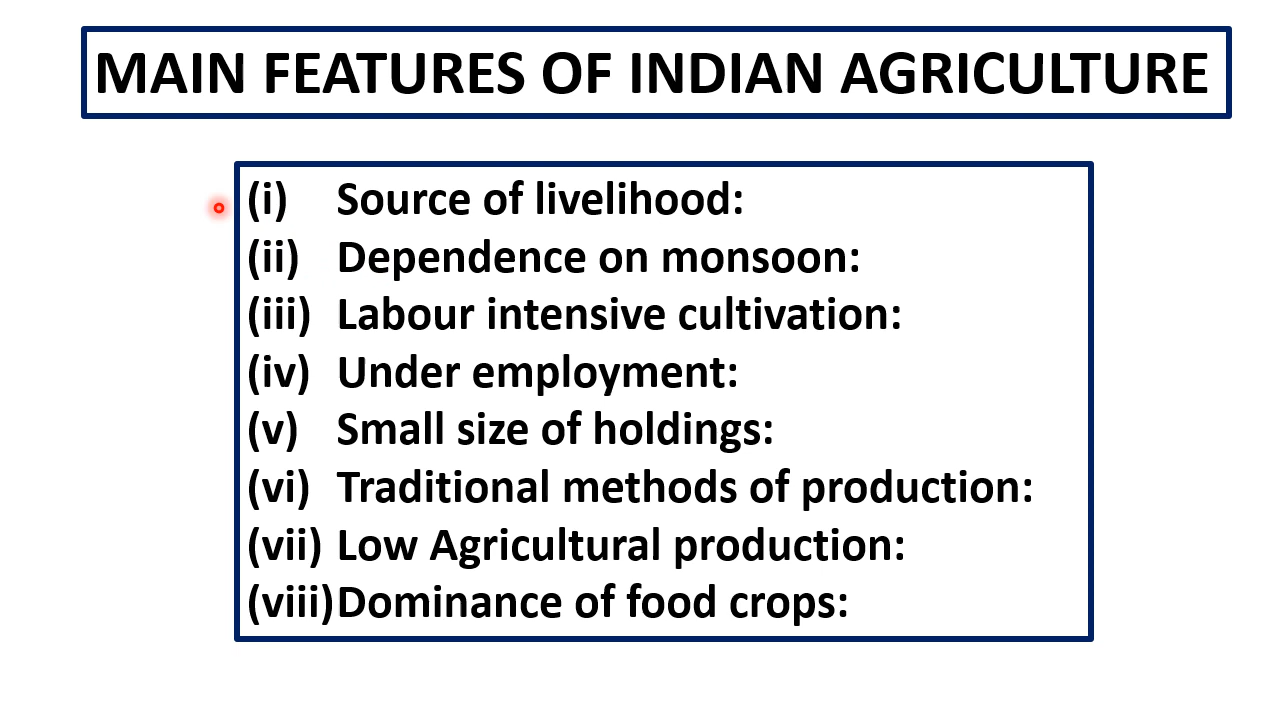 MAIN FEATURES OF INDIAN AGRICULTURE
(i) Source of livelihood:
(ii) Dependence on monsoon:
(iii) Labour intensive cultivation:
(iv) Under employment:
(v) Small size of holdings:
(vi) Traditional methods of production:
(vii) Low Agricultural production:
(viii)Dominance of food crops: